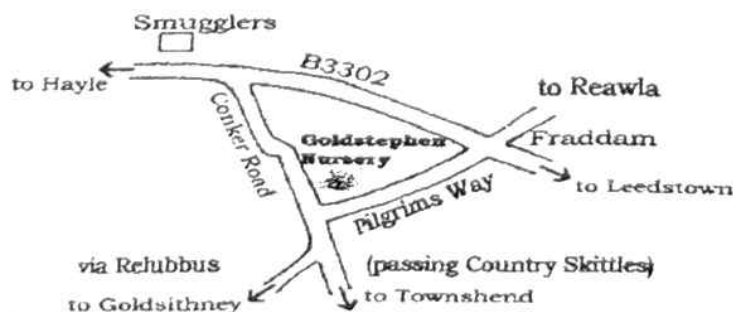 Smugglers
to Hayle
B3302
to Reawla
Conker Road
Goldstephen
Nursery
Fraddam
to Leedstown
Pilgrims Way
via Relubbus
(passing Country Skittles)
to Goldsithney
to Townshend